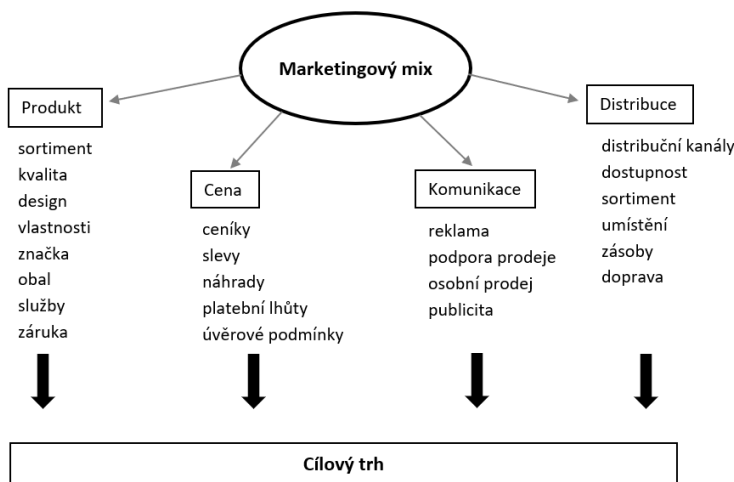 Marketingový mix
Produkt
sortiment
kvalita
design
vlastnosti
značka
obal
služby
záruka
Cena
ceníky
slevy
náhrady
platební lhůty
úvěrové podmínky
Komunikace
reklama
podpora prodeje
osobní prodej
publicita
Distribuce
distribuční kanály
dostupnost
sortiment
umístění
zásoby
doprava
Cílový trh